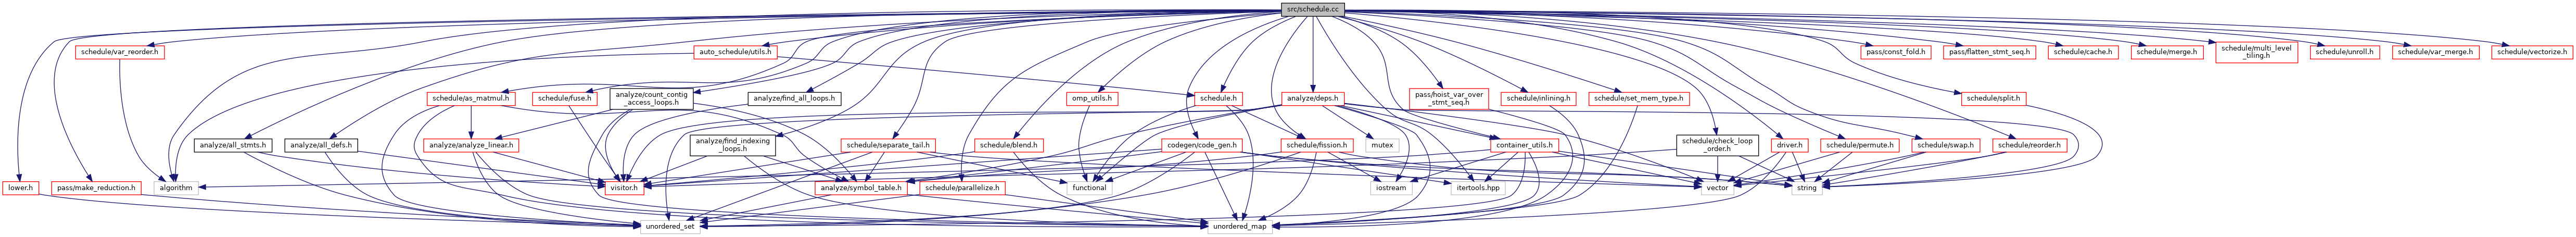 src/schedule.cc
schedule/var_reorder.h
auto_schedule/utils.h
pass/const_fold.h
pass/flatten_stmt_seq.h
schedule/cache.h
schedule/merge.h
schedule/multi_level
_tiling.h
schedule/unroll.h
schedule/var_merge.h
schedule/vectorize.h
schedule/as_matmul.h
schedule/fuse.h
analyze/count_contig
_access_loops.h
analyze/find_all_loops.h
omp_utils.h
schedule.h
analyze/deps.h
pass/hoist_var_over
_stmt_seq.h
schedule/inlining.h
schedule/set_mem_type.h
schedule/split.h
analyze/all_stmts.h
analyze/all_defs.h
analyze/analyze_linear.h
analyze/find_indexing
_loops.h
schedule/separate_tail.h
schedule/blend.h
codegen/code_gen.h
schedule/fission.h
mutex
container_utils.h
schedule/check_loop
_order.h
driver.h
schedule/permute.h
schedule/swap.h
schedule/reorder.h
lower.h
pass/make_reduction.h
algorithm
visitor.h
analyze/symbol_table.h
schedule/parallelize.h
functional
iostream
itertools.hpp
vector
string
unordered_set
unordered_map